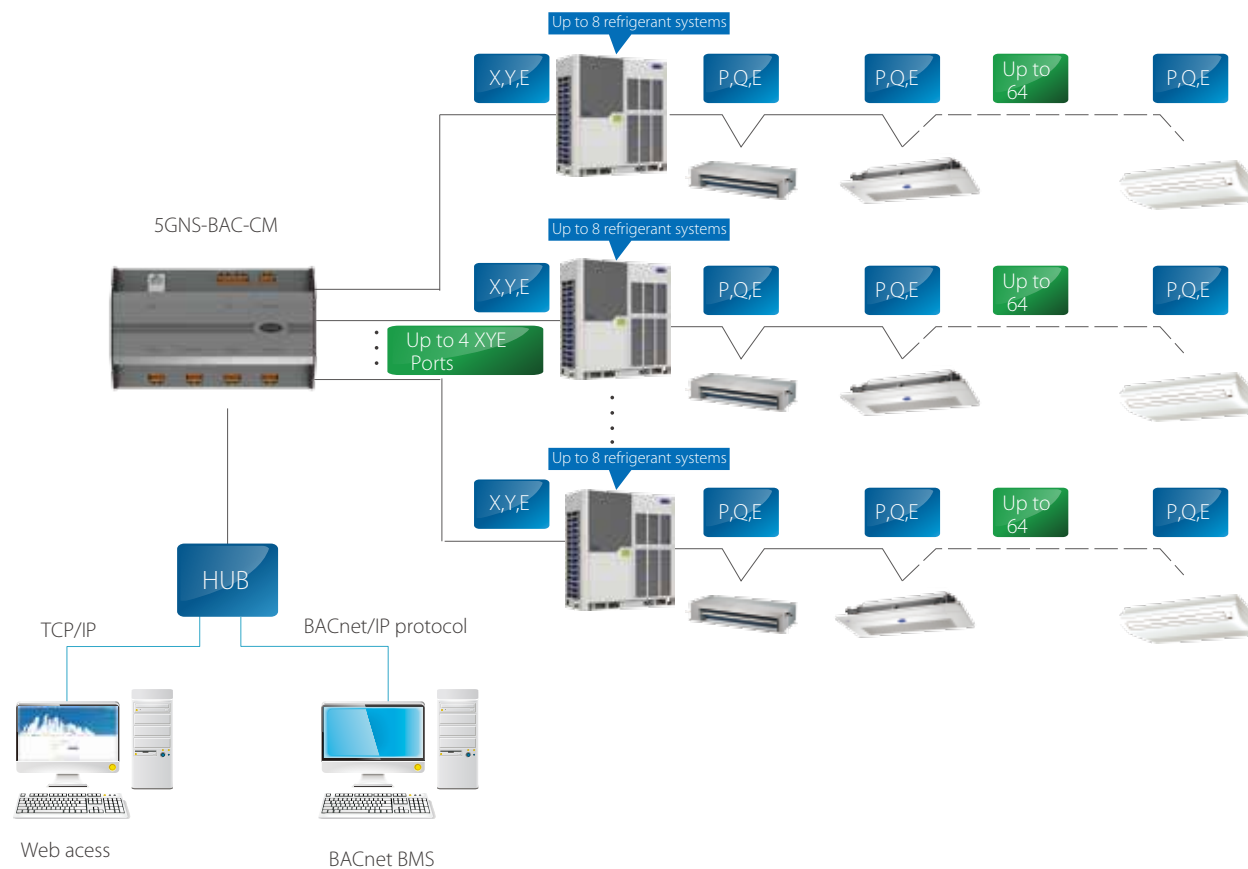 Up to 8 refrigerant systems
X,Y,E
P,Q,E
P,Q,E
Up to
64
P,Q,E
5GNS-BAC-CM
Up to 8 refrigerant systems
X,Y,E
P,Q,E
P,Q,E
Up to
64
P,Q,E
Up to 4 XYE
Ports
Up to 8 refrigerant systems
X,Y,E
P,Q,E
P,Q,E
Up to
64
P,Q,E
HUB
TCP/IP
BACnet/IP protocol
Web acess
BACnet BMS